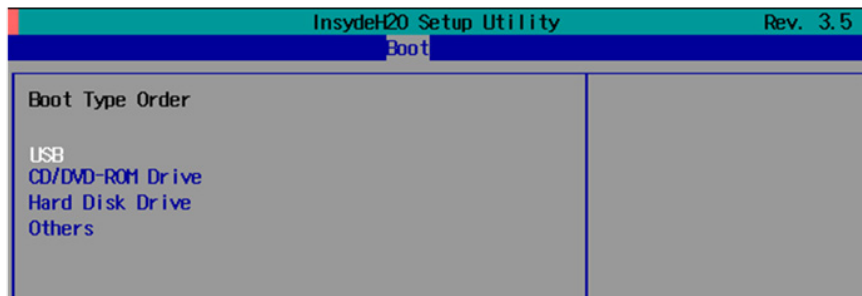 InsydeH2O Setup Utility Rev. 3.5
Boot
Boot Type Order
USB
CD/DVD-ROM Drive
Hard Disk Drive
Others